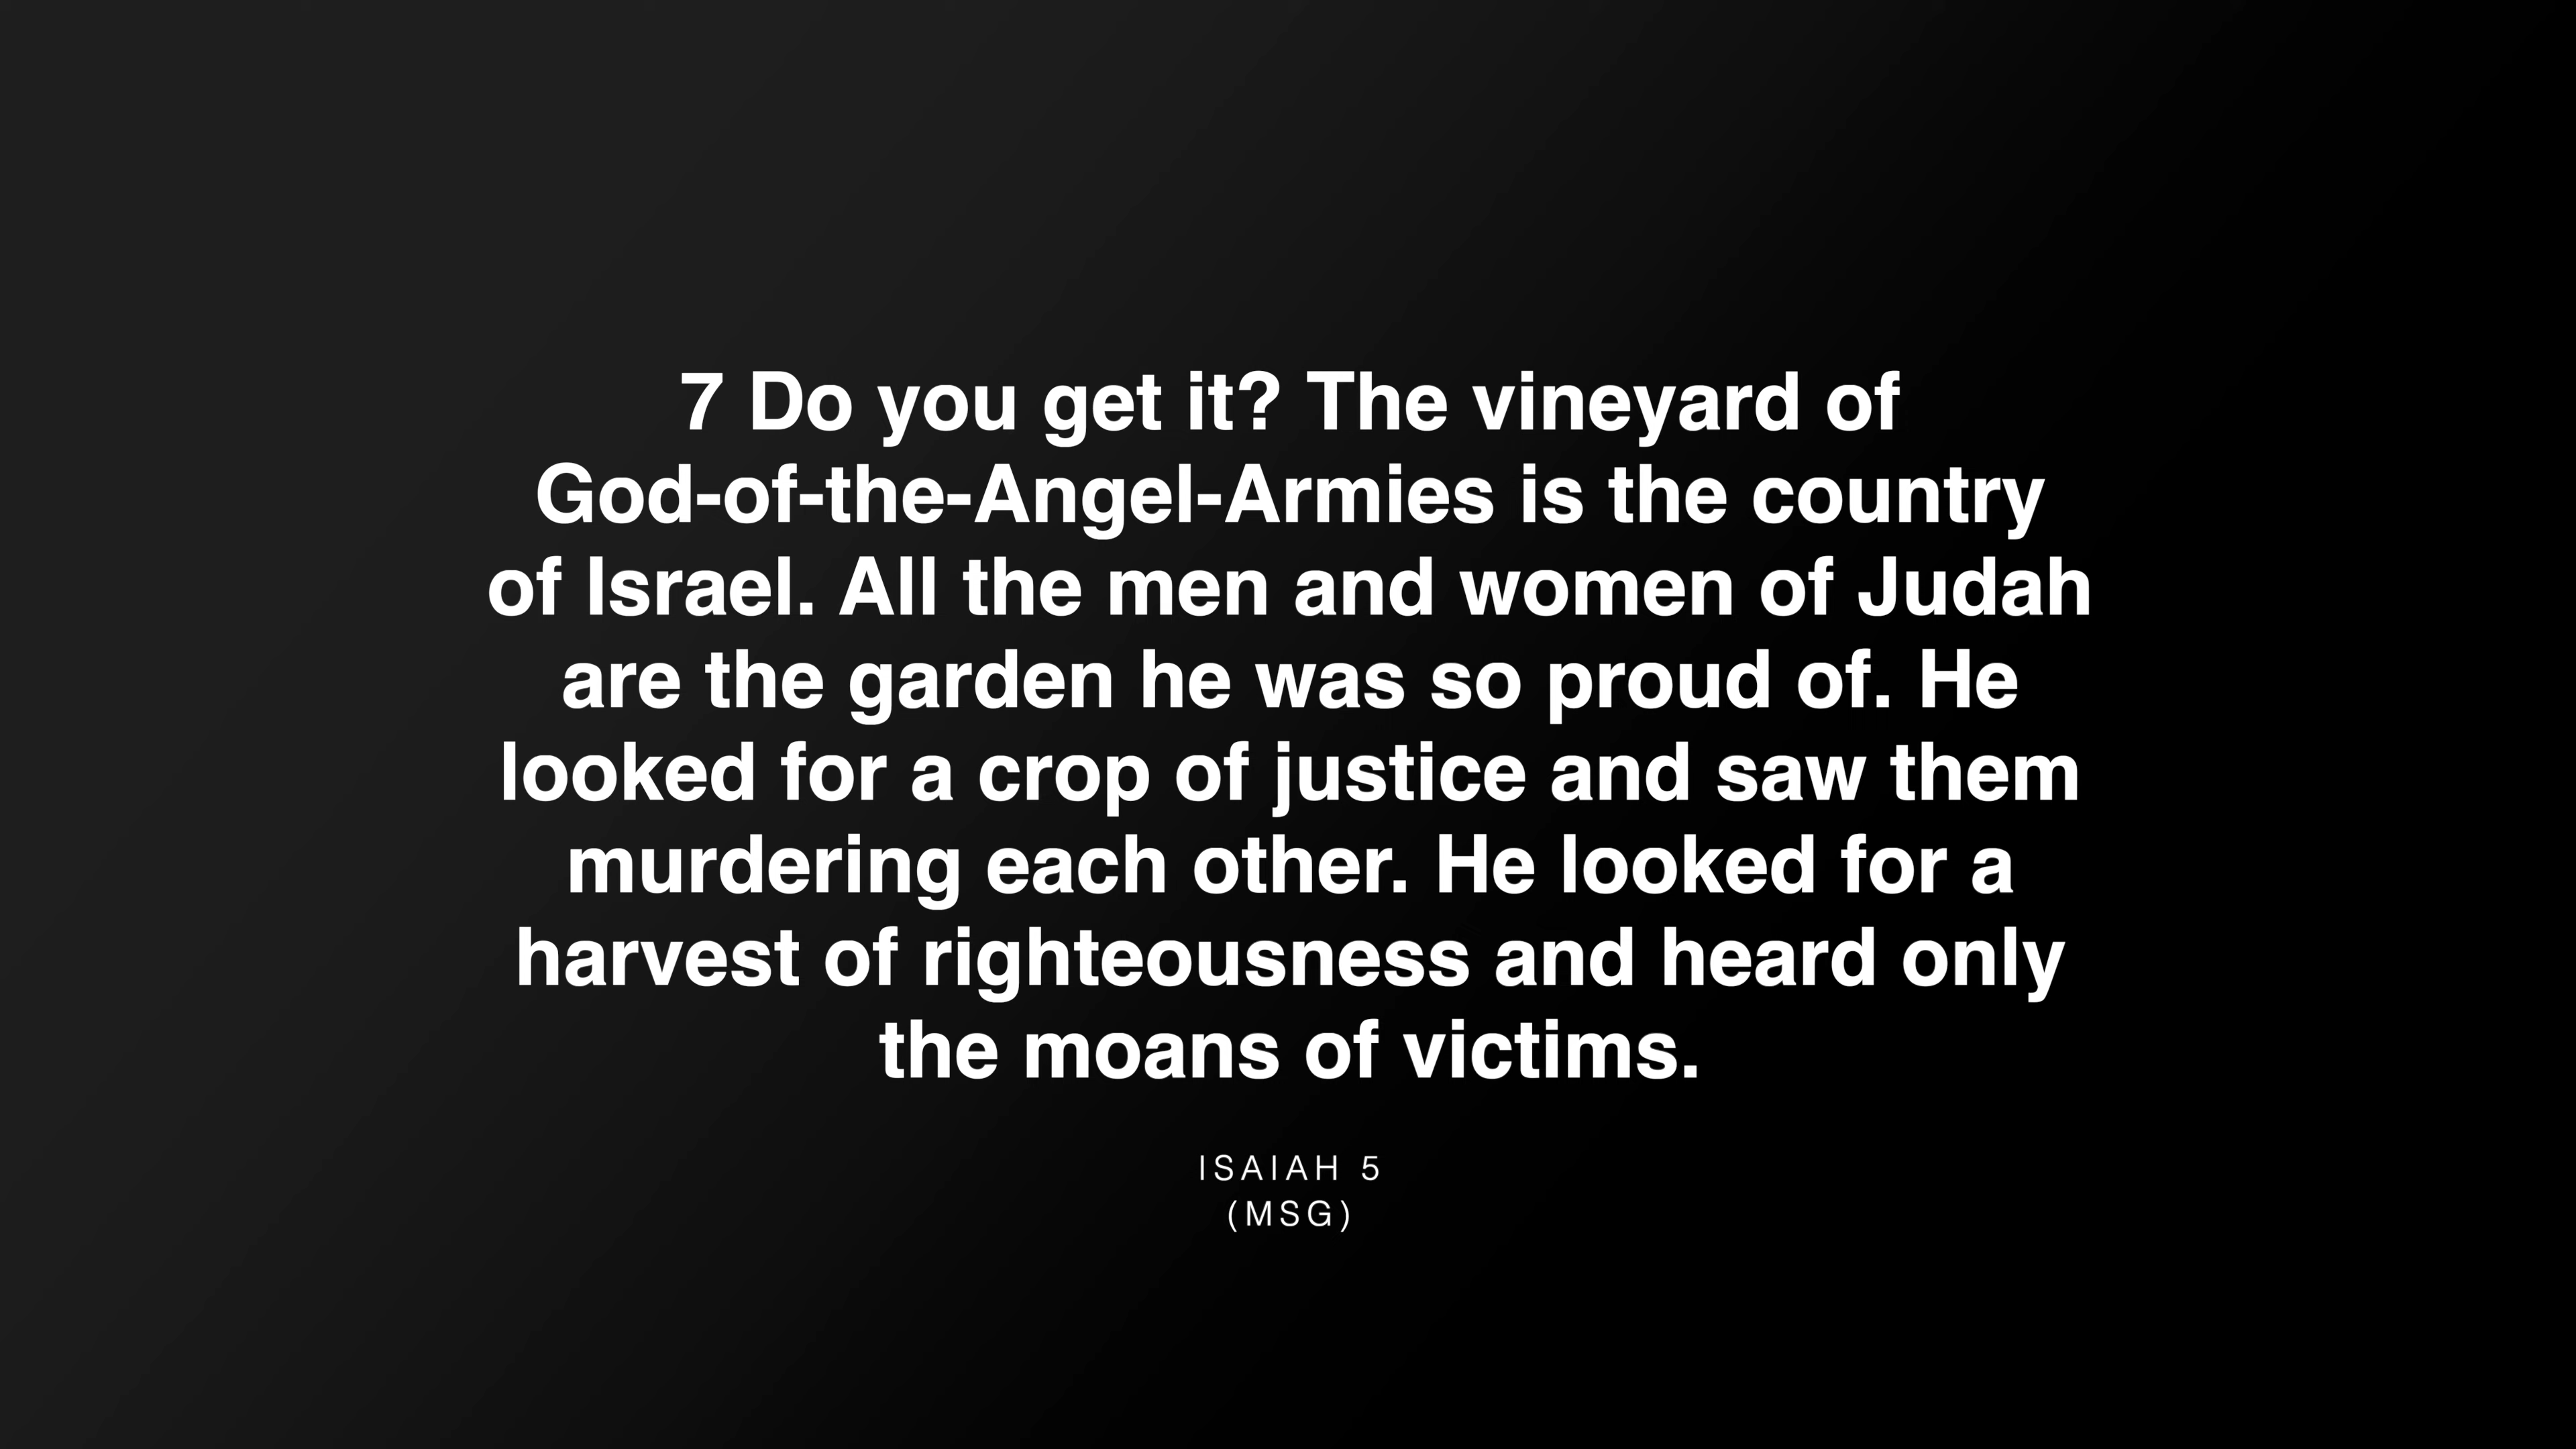 7 Do you get it? The vineyard of
God-of-the-Angel-Armies is the country
of Israel. All the men and women of Judah
are the garden he was so proud of. He
looked for a crop of justice and saw them
murdering each other. He looked for a
harvest of righteousness and heard only
the moans of victims.
ISAIAH 5
(MSG)